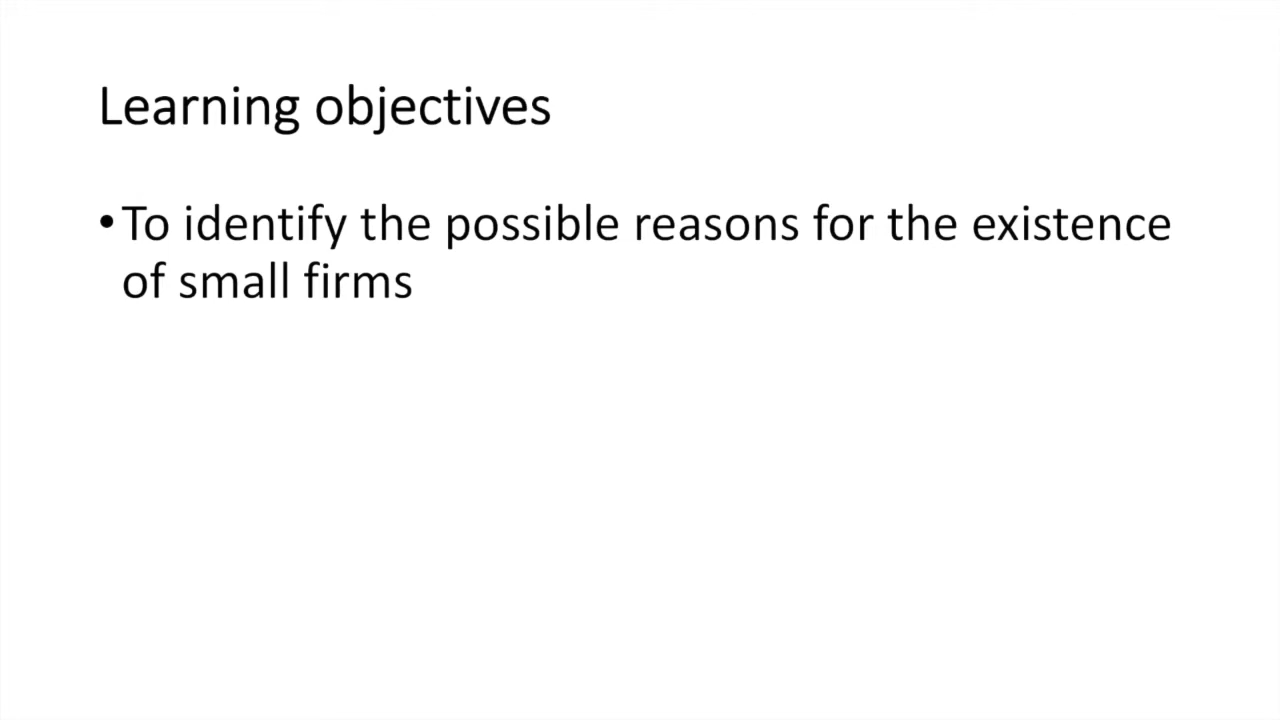 Learning objectives
•To identify the possible reasons for the existence
of small firms